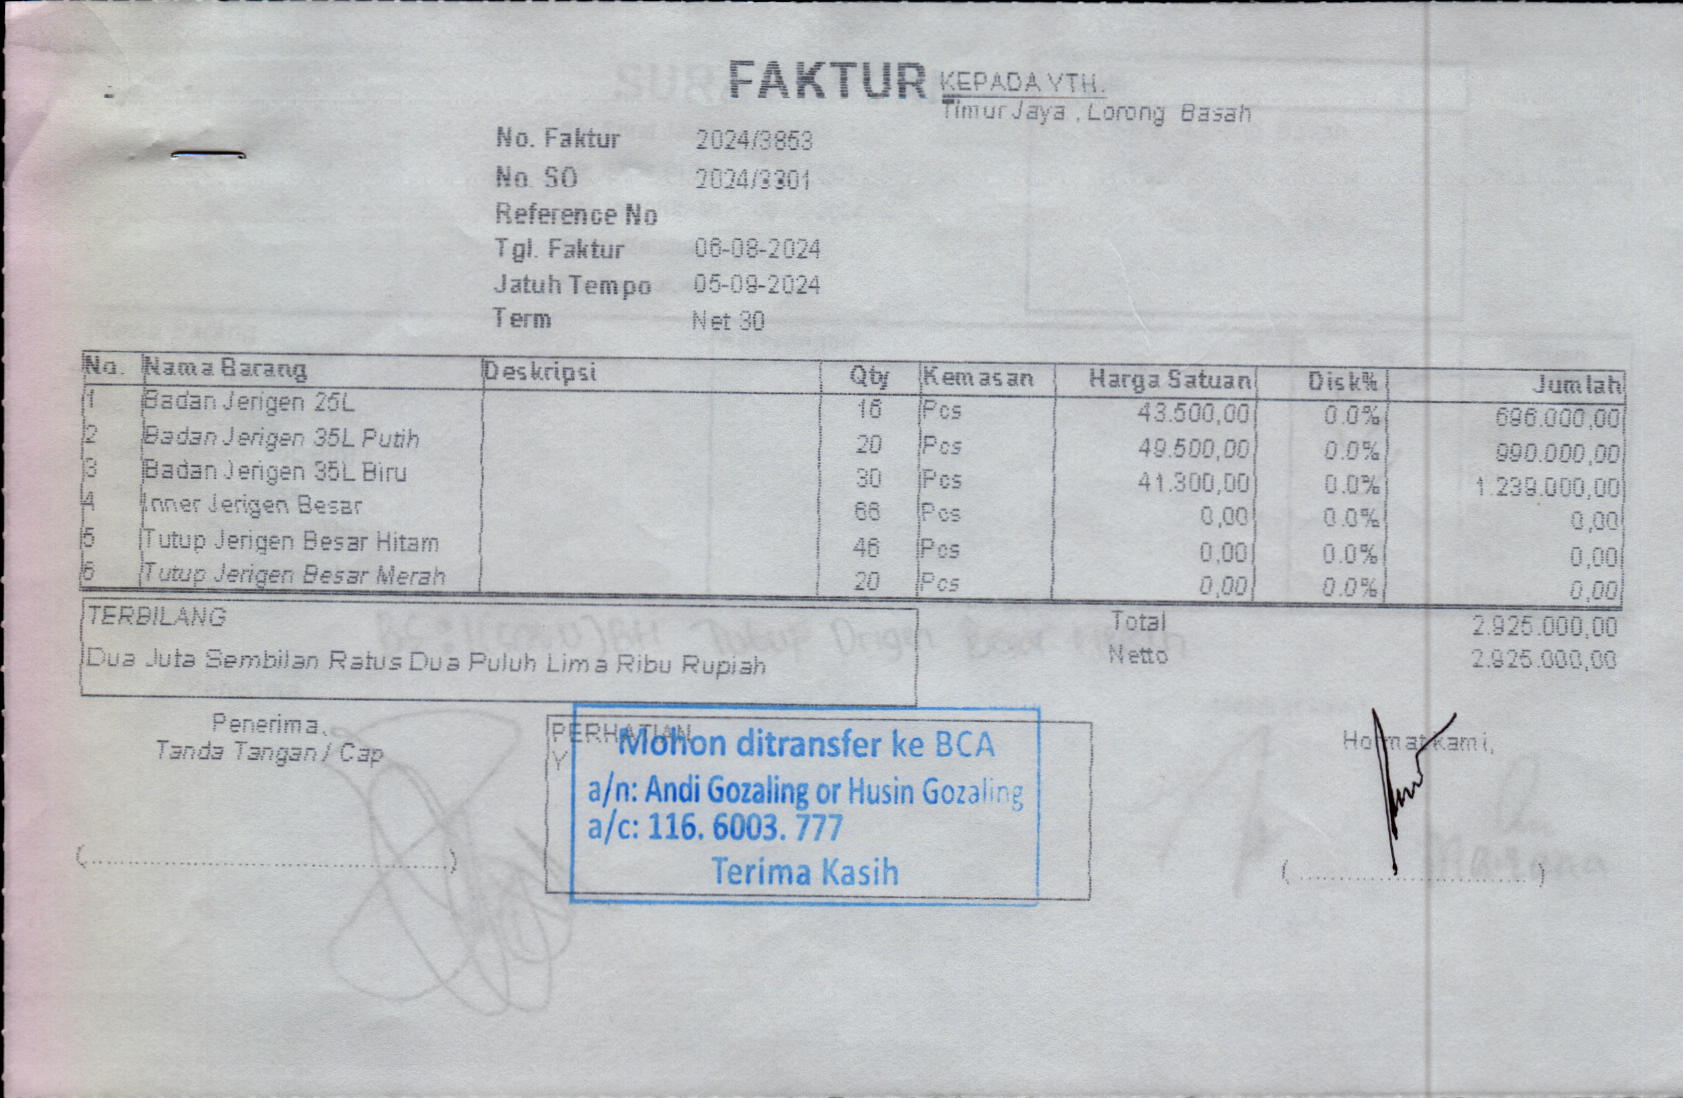 FAKTUR
KEPADA YTH.
Timur Jaya , Lorong Basah
No. Faktur 2024/3853
No. SO 2024/3301
Reference No
Tgl. Faktur 06-08-2024
Jatuh Tempo 05-09-2024
Term Net 30
No. Nama Barang Deskripsi Qty Kemasan Harga Satuan Disk% Jumlah
1 Badan Jerigen 25L 16 Pcs 43.500,00 0.0% 696.000,00
2 Badan Jerigen 35L Putih 20 Pcs 49.500,00 0.0% 990.000,00
3 Badan Jerigen 35L Biru 30 Pcs 41.300,00 0.0% 1.239.000,00
4 Inner Jerigen Besar 66 Pcs 0,00 0.0% 0,00
5 Tutup Jerigen Besar Hitam 46 Pcs 0,00 0.0% 0,00
6 Tutup Jerigen Besar Merah 20 Pcs 0,00 0.0% 0,00
TERBILANG
Dua Juta Sembilan Ratus Dua Puluh Lima Ribu Rupiah
Total 2.925.000,00
Netto 2.925.000,00
Penerima,
Tanda Tangan / Cap
PERHATIAN
Y
Mohon ditransfer ke BCA
a/n: Andi Gozaling or Husin Gozaling
a/c: 116. 6003. 777
Terima Kasih
Hormat Kami,